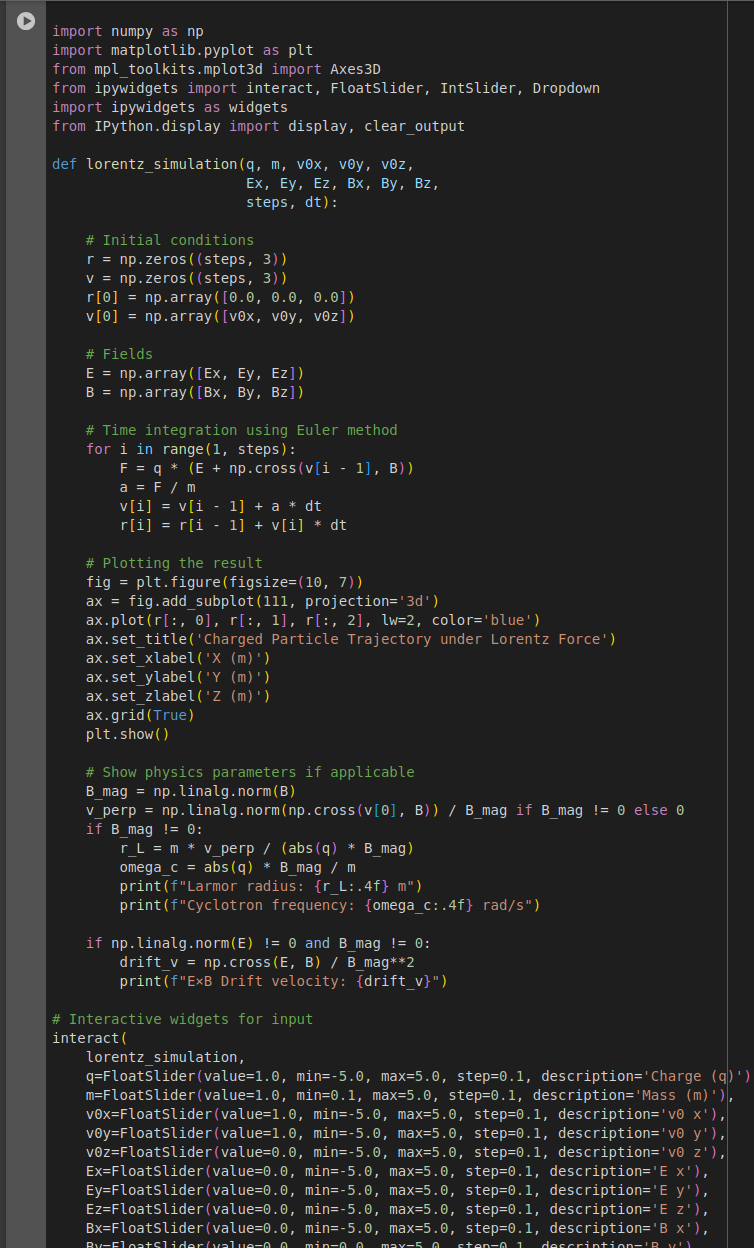 import numpy as np
import matplotlib.pyplot as plt
from mpl_toolkits.mplot3d import Axes3D
from ipywidgets import interact, FloatSlider, IntSlider, Dropdown
import ipywidgets as widgets
from IPython.display import display, clear_output

def lorentz_simulation(q, m, v0x, v0y, v0z,
                       Ex, Ey, Ez, Bx, By, Bz,
                       steps, dt):

    # Initial conditions
    r = np.zeros((steps, 3))
    v = np.zeros((steps, 3))
    r[0] = np.array([0.0, 0.0, 0.0])
    v[0] = np.array([v0x, v0y, v0z])

    # Fields
    E = np.array([Ex, Ey, Ez])
    B = np.array([Bx, By, Bz])

    # Time integration using Euler method
    for i in range(1, steps):
        F = q * (E + np.cross(v[i - 1], B))
        a = F / m
        v[i] = v[i - 1] + a * dt
        r[i] = r[i - 1] + v[i] * dt

    # Plotting the result
    fig = plt.figure(figsize=(10, 7))
    ax = fig.add_subplot(111, projection='3d')
    ax.plot(r[:, 0], r[:, 1], r[:, 2], lw=2, color='blue')
    ax.set_title('Charged Particle Trajectory under Lorentz Force')
    ax.set_xlabel('X (m)')
    ax.set_ylabel('Y (m)')
    ax.set_zlabel('Z (m)')
    ax.grid(True)
    plt.show()

    # Show physics parameters if applicable
    B_mag = np.linalg.norm(B)
    v_perp = np.linalg.norm(np.cross(v[0], B)) / B_mag if B_mag != 0 else 0
    if B_mag != 0:
        r_L = m * v_perp / (abs(q) * B_mag)
        omega_c = abs(q) * B_mag / m
        print(f"Larmor radius: {r_L:.4f} m")
        print(f"Cyclotron frequency: {omega_c:.4f} rad/s")

    if np.linalg.norm(E) != 0 and B_mag != 0:
        drift_v = np.cross(E, B) / B_mag**2
        print(f"E×B Drift velocity: {drift_v}")

# Interactive widgets for input
interact(
    lorentz_simulation,
    q=FloatSlider(value=1.0, min=-5.0, max=5.0, step=0.1, description='Charge (q)')
    m=FloatSlider(value=1.0, min=0.1, max=5.0, step=0.1, description='Mass (m)'),
    v0x=FloatSlider(value=1.0, min=-5.0, max=5.0, step=0.1, description='v0 x'),
    v0y=FloatSlider(value=1.0, min=-5.0, max=5.0, step=0.1, description='v0 y'),
    v0z=FloatSlider(value=0.0, min=-5.0, max=5.0, step=0.1, description='v0 z'),
    Ex=FloatSlider(value=0.0, min=-5.0, max=5.0, step=0.1, description='E x'),
    Ey=FloatSlider(value=0.0, min=-5.0, max=5.0, step=0.1, description='E y'),
    Ez=FloatSlider(value=0.0, min=-5.0, max=5.0, step=0.1, description='E z'),
    Bx=FloatSlider(value=0.0, min=-5.0, max=5.0, step=0.1, description='B x'),